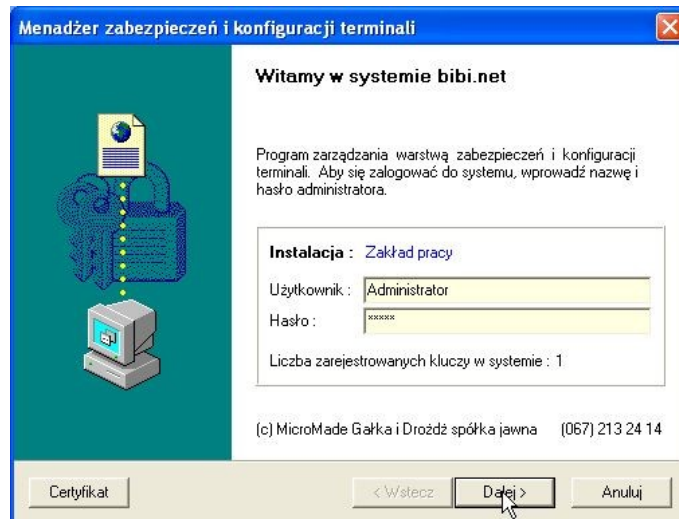 Menadżer zabezpieczeń i konfiguracji terminali
Witamy w systemie bibi.net
Program zarządzania warstwą zabezpieczeń i konfiguracji
terminali. Aby się zalogować do systemu, wprowadź nazwę i
hasło administratora.
Instalacja : Zakład pracy
Użytkownik : Administrator
Hasło : *****
Liczba zarejestrowanych kluczy w systemie : 1
(c) MicroMade Gałka i Drożdż spółka jawna (067) 213 24 14
Certyfikat < Wstecz Dalej > Anuluj